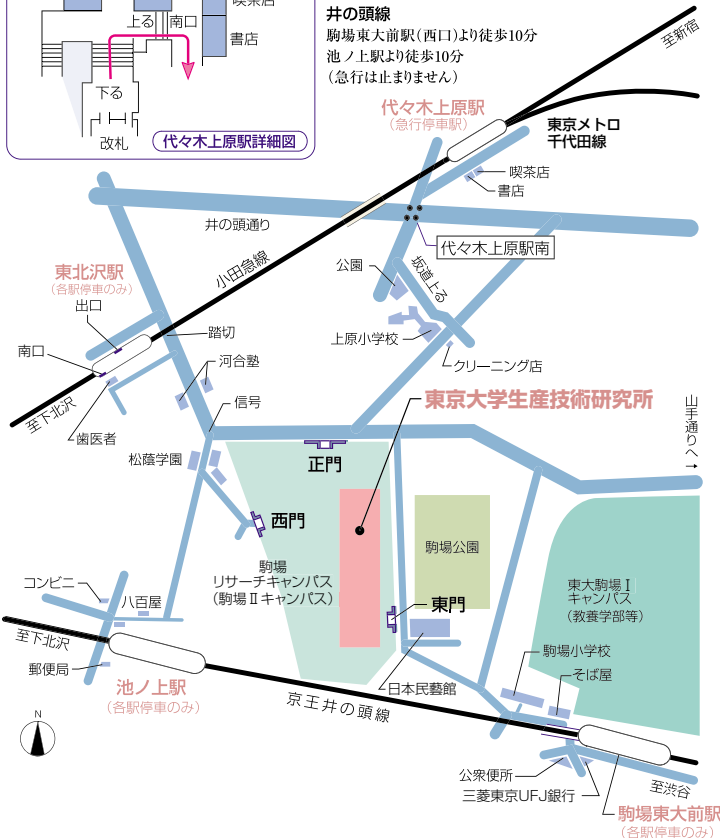 喫茶店
上る
南口
書店
下る
改札
代々木上原駅詳細図
井の頭線
駒場東大前駅（西口）より徒歩10分
池ノ上駅より徒歩10分
（急行は止まりません）
至新宿
代々木上原駅
（急行停車駅）
東京メトロ
千代田線
喫茶店
書店
井の頭通り
代々木上原駅南
小田急線
公園
坂道上る
東北沢駅
（各駅停車のみ）
出口
南口
踏切
上原小学校
クリーニング店
河合塾
至下北沢
歯医者
信号
東京大学生産技術研究所
山手通りへ→
松蔭学園
正門
西門
駒場公園
駒場
リサーチキャンパス
（駒場Ⅱキャンパス）
東門
東大駒場Ⅰ
キャンパス
（教養学部等）
コンビニ
八百屋
至下北沢
郵便局
池ノ上駅
（各駅停車のみ）
日本民藝館
駒場小学校
そば屋
京王井の頭線
N
公衆便所
三菱東京UFJ銀行
至渋谷
駒場東大前駅
（各駅停車のみ）